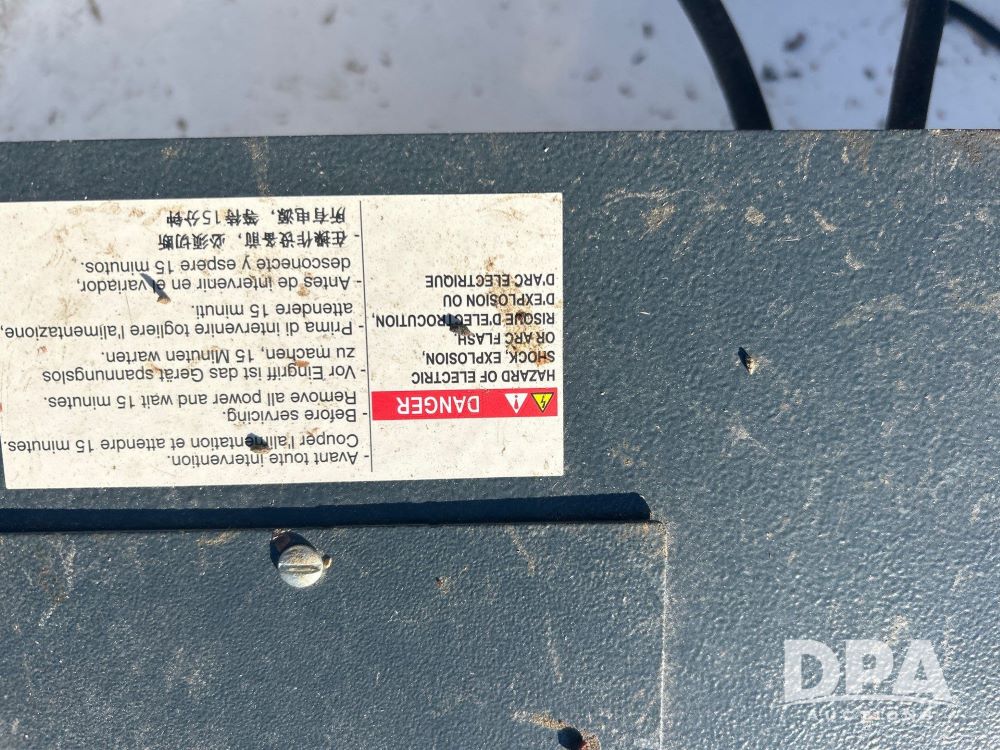 DANGER
HAZARD OF ELECTRIC
SHOCK, EXPLOSION,
OR ARC FLASH
RISQUE D'ELECTROCUTION,
D'EXPLOSION OU
D'ARC ELECTRIQUE
- Avant toute intervention.
Couper l'alimentation et attendre 15 minutes.
- Before servicing.
Remove all power and wait 15 minutes.
- Vor Eingriff ist das Gerät spannungslos
zu machen, 15 Minuten warten.
- Prima di intervenire togliere l'alimentazione,
attendere 15 minuti.
- Antes de intervenir en el variador,
desconecte y espere 15 minutos.
- 在操作设备前，必须切断
所有电源，等待15分钟
DPA
AUCTIONS